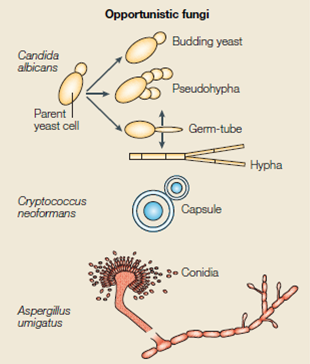 Opportunistic fungi
Candida
albicans
Budding yeast
Pseudohypha
Parent
yeast cell
Germ-tube
Hypha
Cryptococcus
neoformans
Capsule
Conidia
Aspergillus
umigatus